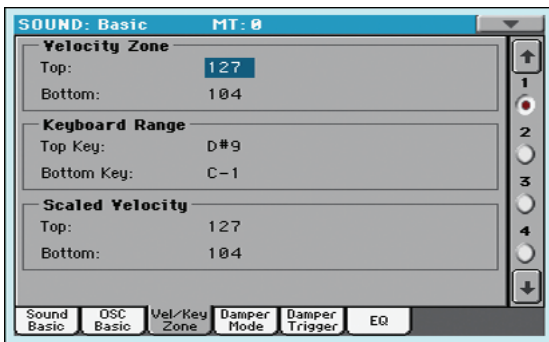 SOUND: Basic MT: 0
Velocity Zone
Top: 127
Bottom: 104
Keyboard Range
Top Key: D#9
Bottom Key: C-1
Scaled Velocity
Top: 127
Bottom: 104
1
2
3
4
Sound Basic
OSC Basic
Vel/Key Zone
Damper Mode
Damper Trigger
EQ